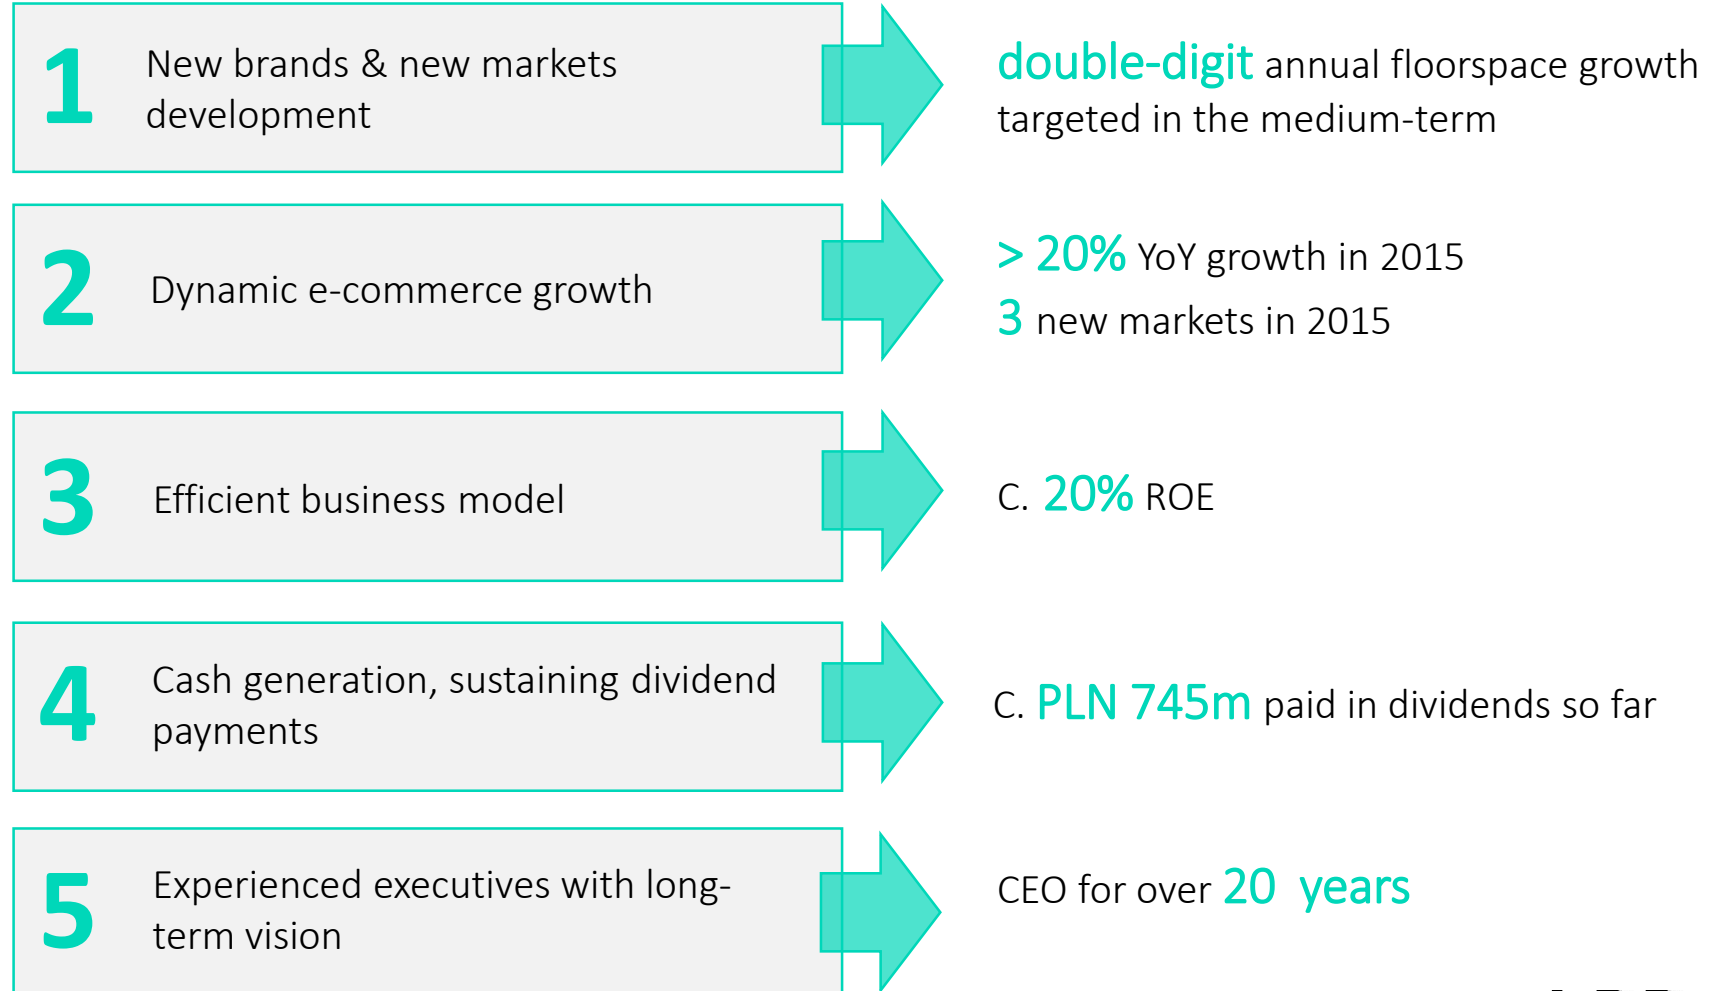 1
New brands & new markets
development
double-digit annual floorspace growth
targeted in the medium-term
2
Dynamic e-commerce growth
> 20% YoY growth in 2015
3 new markets in 2015
3
Efficient business model
C. 20% ROE
4
Cash generation, sustaining dividend
payments
C. PLN 745m paid in dividends so far
5
Experienced executives with long-
term vision
CEO for over 20 years